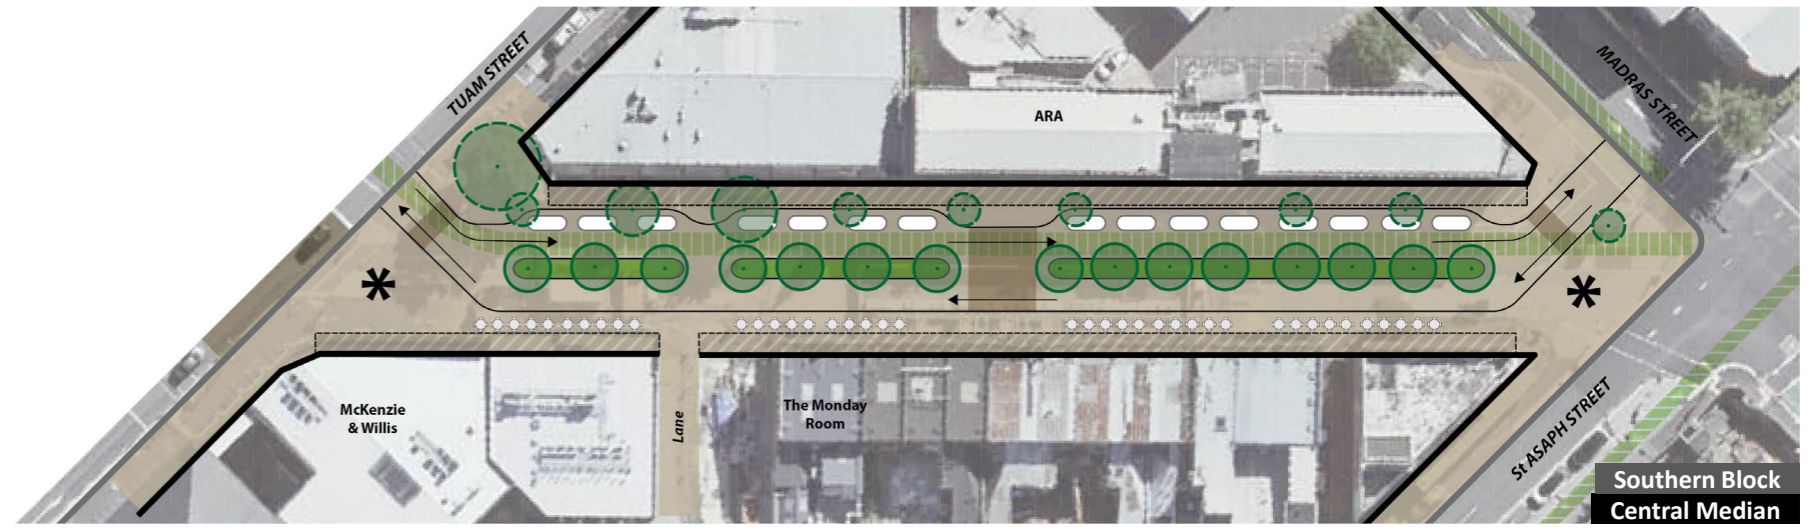 TUAM STREET
MADRAS STREET
ARA
McKenzie
& Willis
Lane
The Monday
Room
St ASAPH STREET
Southern Block
Central Median